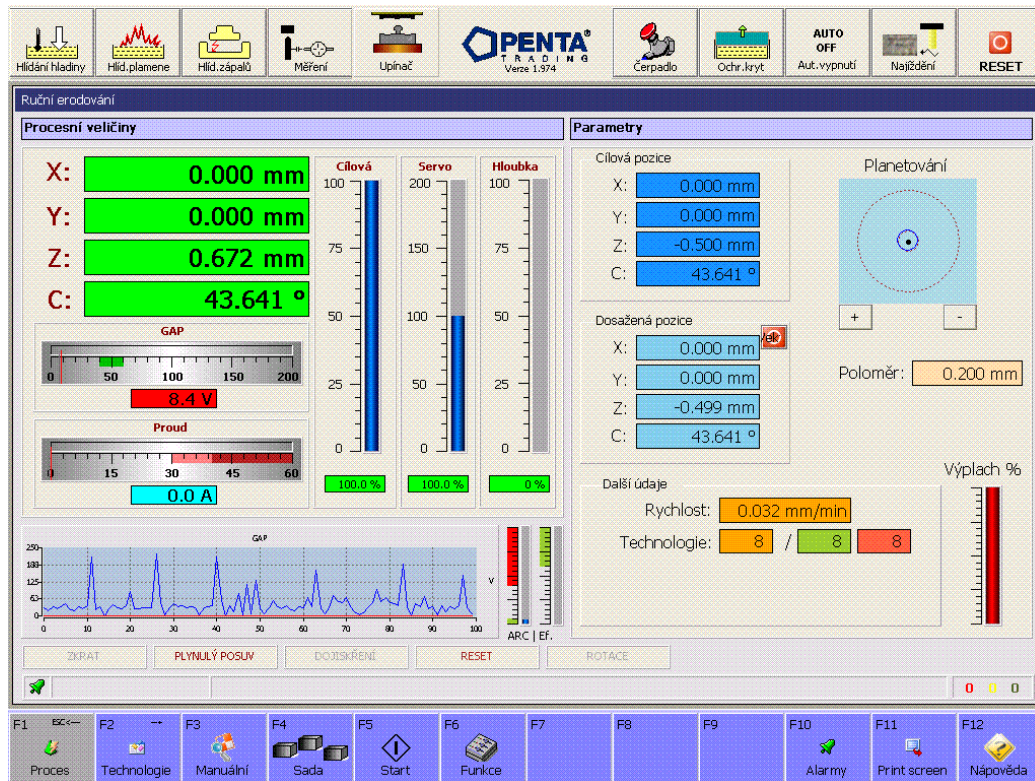 Hlídání hladiny
Hlíd.plamene
Hlíd.zápalů
Měření
Upínač
PENTA
TRADING
Verze 1.974
Čerpadlo
Ochr.kryt
AUTO
OFF
Aut.vypnutí
Najíždění
RESET
Ruční erodování
Procesní veličiny
X: 0.000 mm
Y: 0.000 mm
Z: 0.672 mm
C: 43.641 º
GAP
0 50 100 150 200
8.4 V
Proud
0 15 30 45 60
0.0 A
Cílová
100
75
50
25
0
100.0 %
Servo
200
150
100
50
0
100.0 %
Hloubka
100
75
50
25
0
0 %
GAP
250
188
125
63
0
0 10 20 30 40 50 60 70 80 90 100
V
ARC | Ef.
Parametry
Cílová pozice
X: 0.000 mm
Y: 0.000 mm
Z: -0.500 mm
C: 43.641 º
Dosažená pozice
X: 0.000 mm
Y: 0.000 mm
Z: -0.499 mm
C: 43.641 º
Planetování
+ -
Poloměr: 0.200 mm
Další údaje
Rychlost: 0.032 mm/min
Technologie: 8 / 8 8
Výplach %
ZKRAT
PLYNULÝ POSUV
DOJISKŘENÍ
RESET
ROTACE
0 0 0
F1 ESC<---
Proces
F2 -->
Technologie
F3
Manuální
F4
Sada
F5
Start
F6
Funkce
F7
F8
F9
F10
Alarmy
F11
Print screen
F12
Nápověda